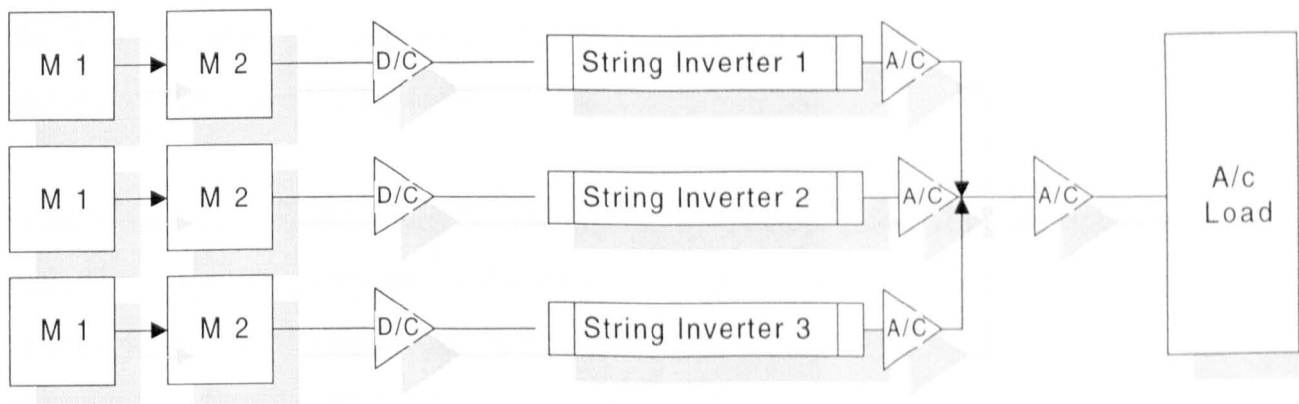 M 1
M 2
D/C
String Inverter 1
A/C
M 1
M 2
D/C
String Inverter 2
A/C
A/C
A/c
Load
M 1
M 2
D/C
String Inverter 3
A/C